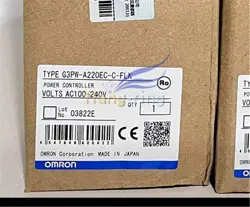 TYPE G3PW-A220EC-C-FLK
POWER CONTROLLER
VOLTS AC100-240V
Lot No
03822E
QTY
1
OMRON Corporation MADE IN JAPAN
OMRON